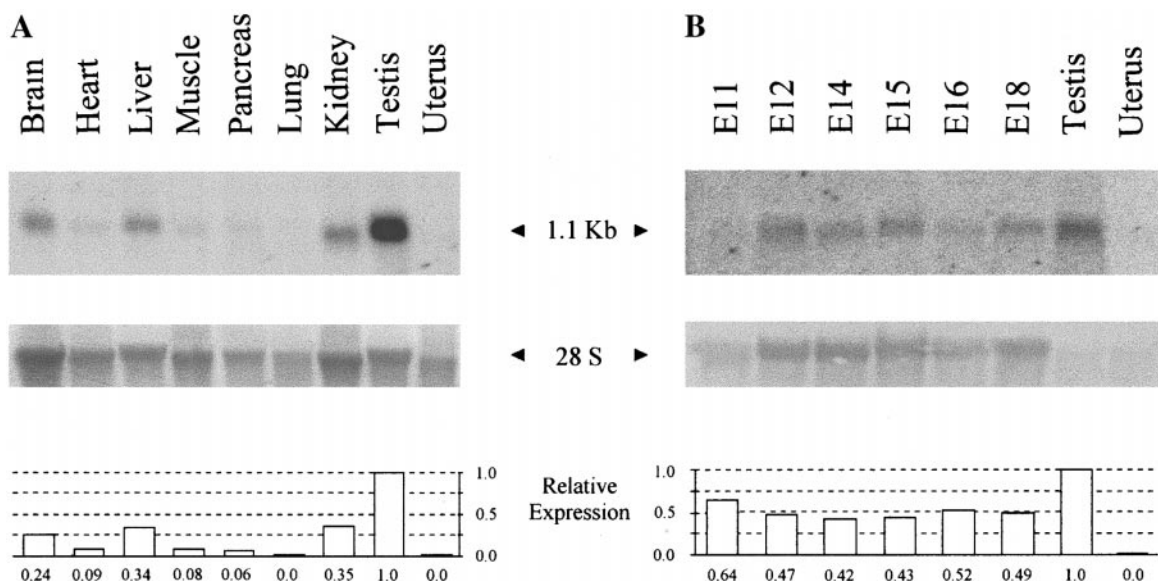 A
Brain Heart Liver Muscle Pancreas Lung Kidney Testis Uterus
B
E11 E12 E14 E15 E16 E18 Testis Uterus
◄ 1.1 Kb ►
◄ 28 S ►
1.0
0.5
0.0
Relative
Expression
1.0
0.5
0.0
0.24 0.09 0.34 0.08 0.06 0.0 0.35 1.0 0.0
0.64 0.47 0.42 0.43 0.52 0.49 1.0 0.0